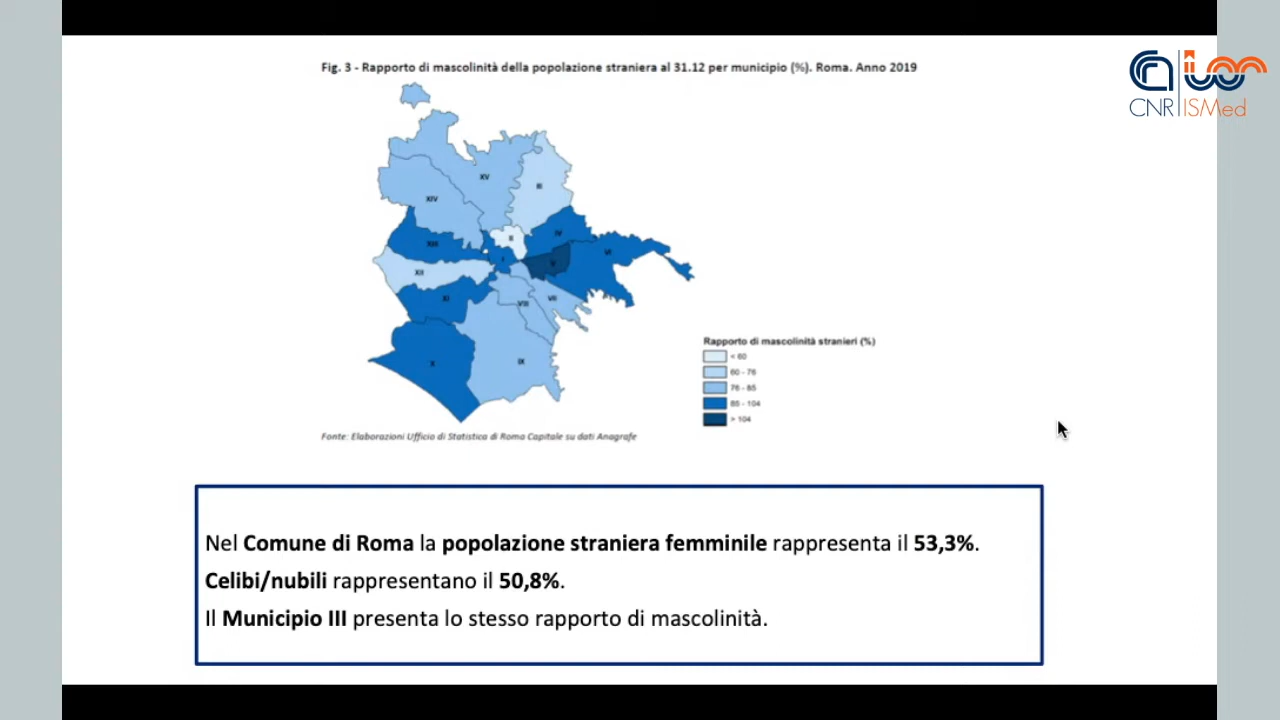 Fig. 3 - Rapporto di mascolinità della popolazione straniera al 31.12 per municipio (%). Roma. Anno 2019
CNR ISMed
XV
III
XIV
II
IV
XIII
I
V
VI
XII
XI
VIII
VII
X
IX
Rapporto di mascolinità stranieri (%)
< 60
60 - 76
76 - 85
85 - 104
> 104
Fonte: Elaborazioni Ufficio di Statistica di Roma Capitale su dati Anagrafe
Nel Comune di Roma la popolazione straniera femminile rappresenta il 53,3%.
Celibi/nubili rappresentano il 50,8%.
Il Municipio III presenta lo stesso rapporto di mascolinità.